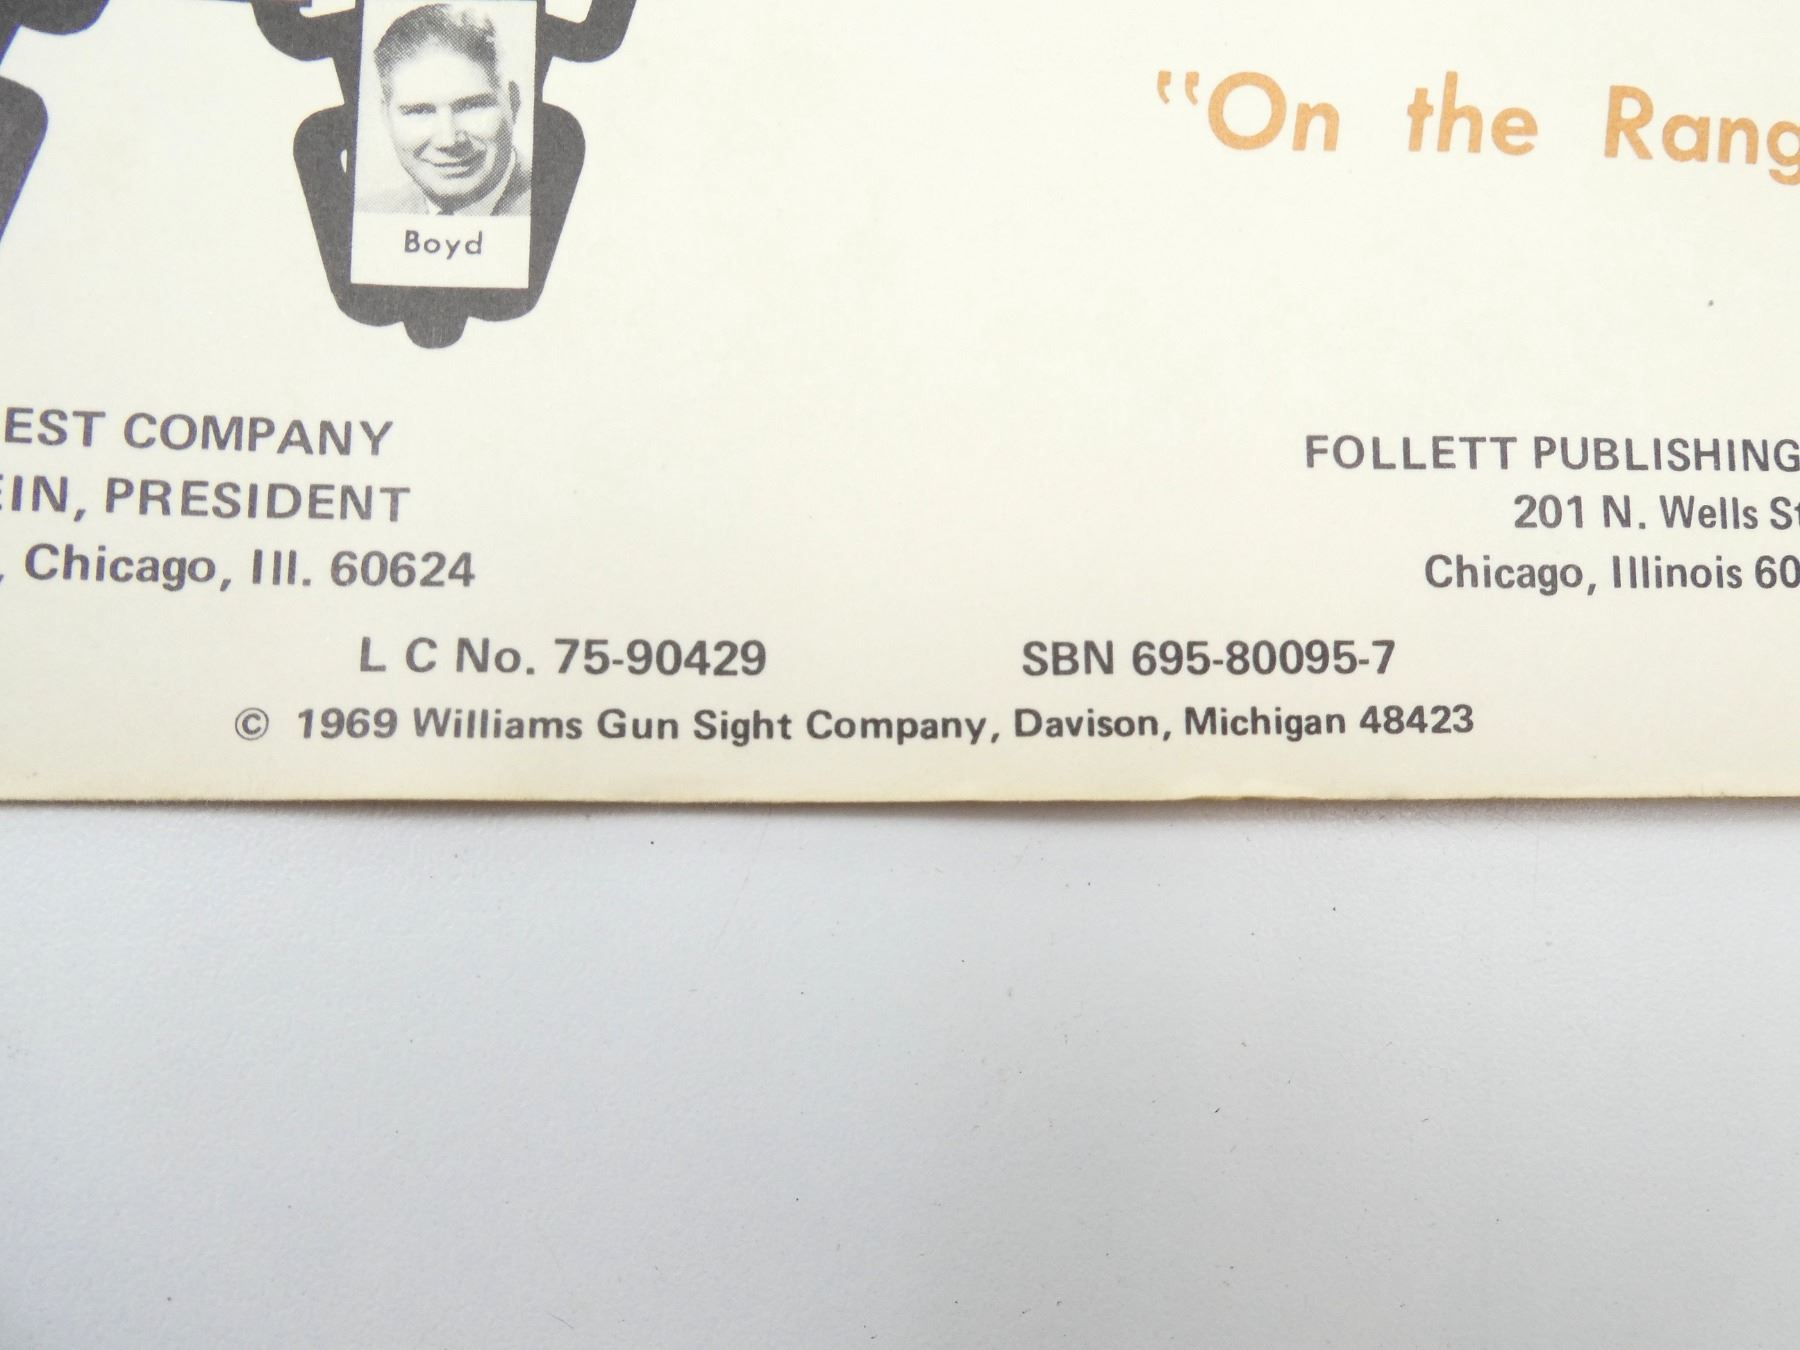 "On the Rang
Boyd
EST COMPANY
EIN, PRESIDENT
, Chicago, Ill. 60624
FOLLETT PUBLISHING
201 N. Wells St
Chicago, Illinois 60
L C No. 75-90429
SBN 695-80095-7
© 1969 Williams Gun Sight Company, Davison, Michigan 48423